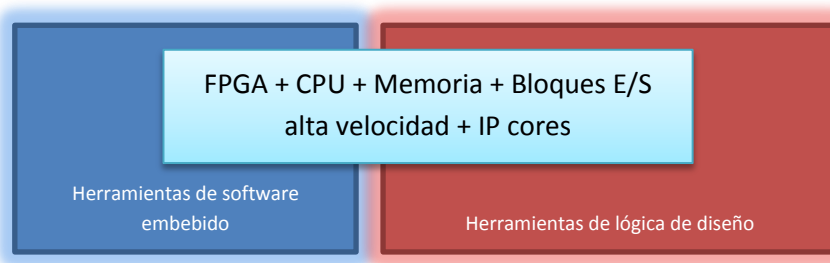 FPGA + CPU + Memoria + Bloques E/S
alta velocidad + IP cores
Herramientas de software
embebido
Herramientas de lógica de diseño